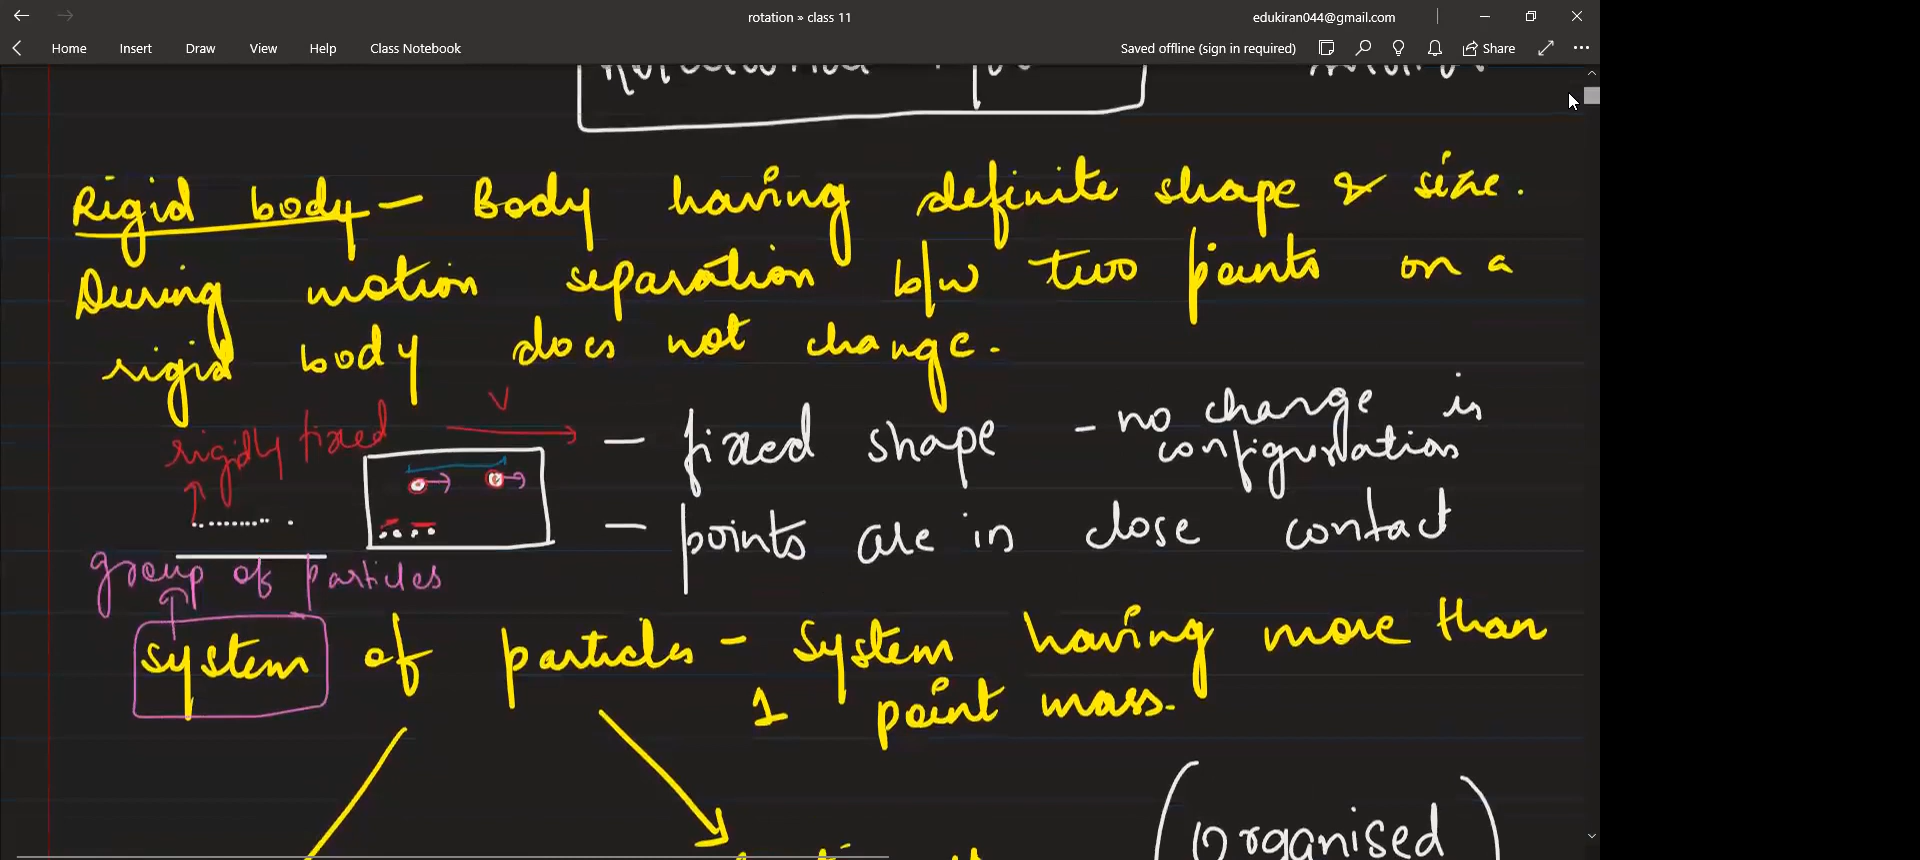 rotation » class 11
edukiran044@gmail.com
Home Insert Draw View Help Class Notebook
Saved offline (sign in required) Share
Rigid body - Body having definite shape & size.
During motion separation b/w two points on a
rigid body does not change.
V
rigidly fixed
- fixed shape - no change in
configuration
- points are in close contact
group of particles
system of particles - System having more than
1 point mass.
(Organised)